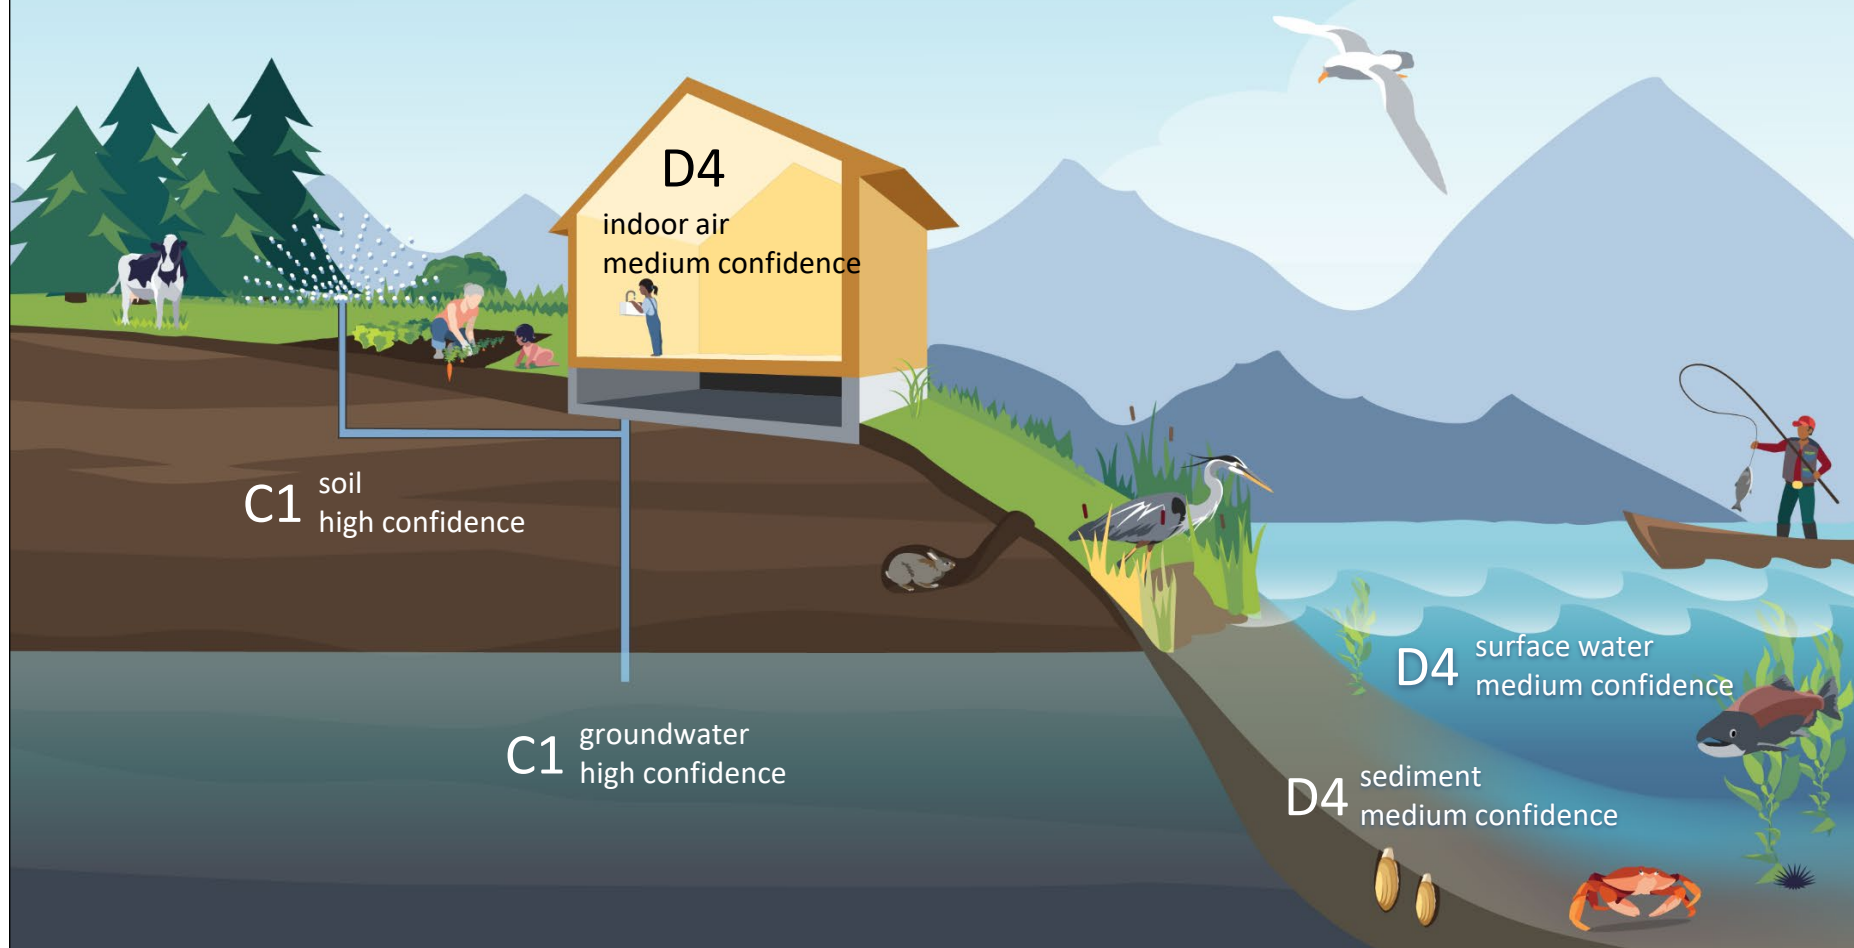 D4
indoor air
medium confidence
C1
soil
high confidence
D4
surface water
medium confidence
C1
groundwater
high confidence
D4
sediment
medium confidence